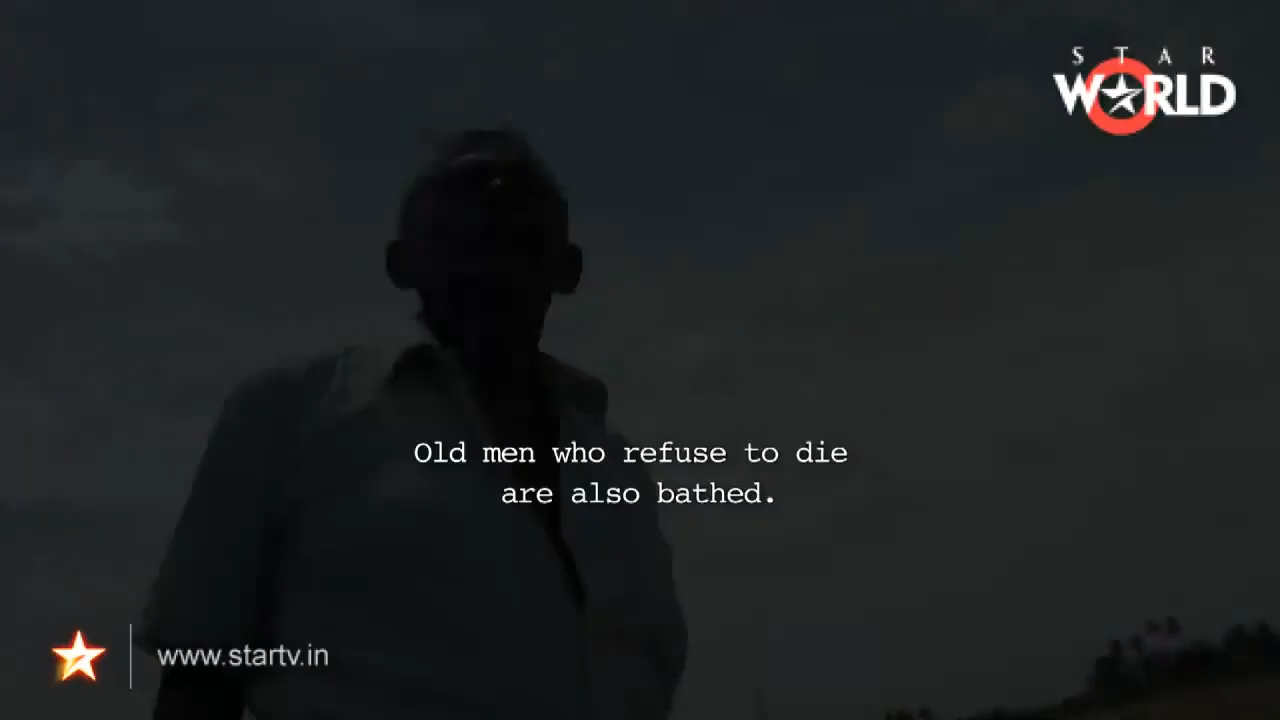 STAR
WORLD
Old men who refuse to die
are also bathed.
www.startv.in